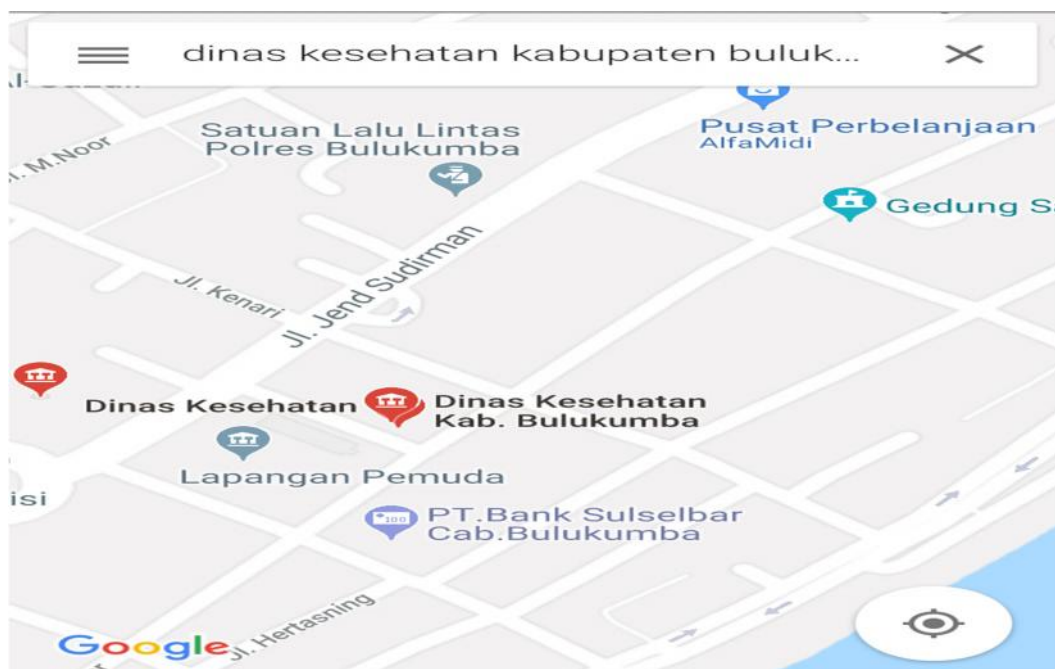 dinas kesehatan kabupaten buluk...
Satuan Lalu Lintas
Polres Bulukumba
Pusat Perbelanjaan
AlfaMidi
M.Noor
Gedung
Jl. Kenari
Jl. Jend Sudirman
Dinas Kesehatan
Dinas Kesehatan
Kab. Bulukumba
Lapangan Pemuda
isi
PT.Bank Sulselbar
Cab.Bulukumba
Jl. Hertasning
Google